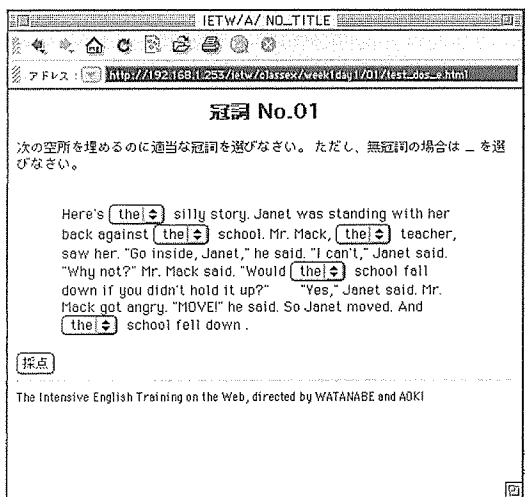 IETW/A/ NO_TITLE
アドレス : http://192.168.1.253/ietw/classex/week1day1/01/test_dos_e.html
冠詞 No.01
次の空所を埋めるのに適当な冠詞を選びなさい。 ただし、無冠詞の場合は _ を選
びなさい。
Here's the silly story. Janet was standing with her
back against the school. Mr. Mack, the teacher,
saw her. "Go inside, Janet," he said. "I can't," Janet said.
"Why not?" Mr. Mack said. "Would the school fall
down if you didn't hold it up?" "Yes," Janet said. Mr.
Mack got angry. "MOVE!" he said. So Janet moved. And
the school fell down .
採点
The Intensive English Training on the Web, directed by WATANABE and AOKI